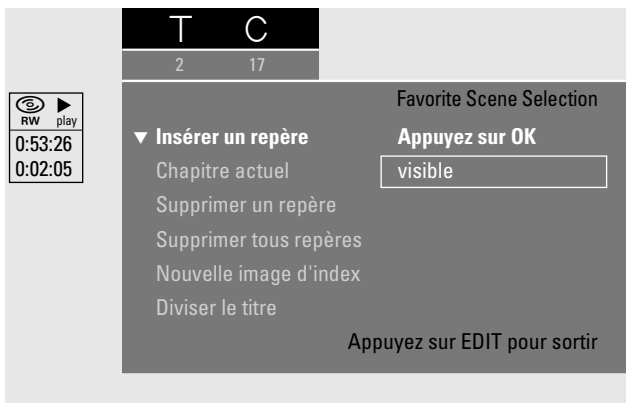 T C
2 17
RW play
0:53:26
0:02:05
Favorite Scene Selection
Insérer un repère Appuyez sur OK
Chapitre actuel visible
Supprimer un repère
Supprimer tous repères
Nouvelle image d'index
Diviser le titre
Appuyez sur EDIT pour sortir